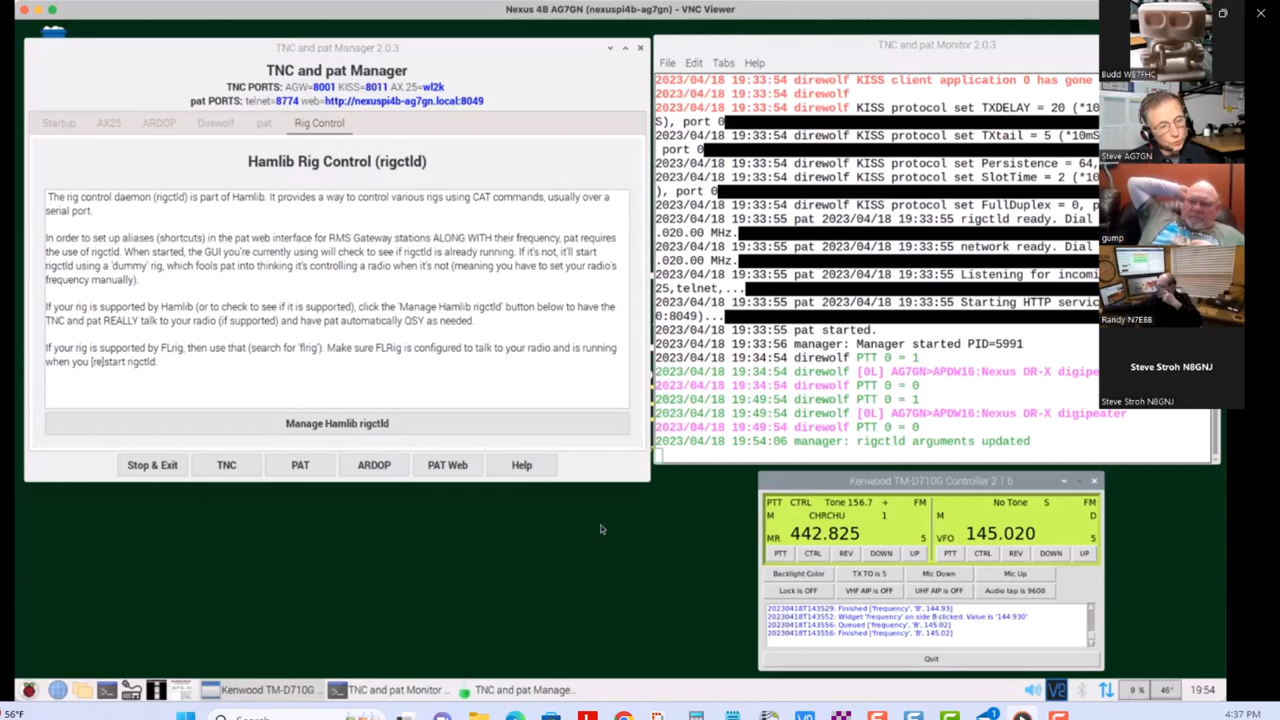 Nexus 4B AG7GN (nexuspi4b-ag7gn) - VNC Viewer
TNC and pat Manager 2.0.3
TNC and pat Manager
TNC PORTS: AGW=8001 KISS=8011 AX.25=wl2k
pat PORTS: telnet=8774 web=http://nexuspi4b-ag7gn.local:8049
Startup AX25 ARDOP Direwolf pat Rig Control
Hamlib Rig Control (rigctld)
The rig control daemon (rigctld) is part of Hamlib. It provides a way to control various rigs using CAT commands, usually over a
serial port.
In order to set up aliases (shortcuts) in the pat web interface for RMS Gateway stations ALONG WITH their frequency, pat requires
the use of rigctld. When started, the GUI you're currently using will check to see if rigctld is already running. If it's not, it'll start
rigctld using a 'dummy' rig, which fools pat into thinking it's controlling a radio when it's not (meaning you have to set your radio's
frequency manually).
If your rig is supported by Hamlib (or to check to see if it is supported), click the 'Manage Hamlib rigctld' button below to have the
TNC and pat REALLY talk to your radio (if supported) and have pat automatically QSY as needed.
If your rig is supported by FLrig, then use that (search for 'flrig'). Make sure FLRig is configured to talk to your radio and is running
when you [re]start rigctld.
Manage Hamlib rigctld
Stop & Exit TNC PAT ARDOP PAT Web Help
TNC and pat Monitor 2.0.3
File Edit Tabs Help
2023/04/18 19:33:54 direwolf KISS client application 0 has gone
2023/04/18 19:33:54 direwolf
2023/04/18 19:33:54 direwolf KISS protocol set TXDELAY = 20 (*10
S), port 0
2023/04/18 19:33:54 direwolf KISS protocol set TXtail = 5 (*10mS
port 0
2023/04/18 19:33:54 direwolf KISS protocol set Persistence = 64,
2023/04/18 19:33:54 direwolf KISS protocol set SlotTime = 2 (*10
), port 0
2023/04/18 19:33:54 direwolf KISS protocol set FullDuplex = 0, p
2023/04/18 19:33:55 pat 2023/04/18 19:33:55 rigctld ready. Dial
.020.00 MHz.
2023/04/18 19:33:55 pat 2023/04/18 19:33:55 network ready. Dial
.020.00 MHz.
2023/04/18 19:33:55 pat 2023/04/18 19:33:55 Listening for incomi
25,telnet,...
2023/04/18 19:33:55 pat 2023/04/18 19:33:55 Starting HTTP servic
0:8049)...
2023/04/18 19:33:55 pat started.
2023/04/18 19:33:56 manager: Manager started PID=5991
2023/04/18 19:34:54 direwolf PTT 0 = 1
2023/04/18 19:34:54 direwolf [0L] AG7GN>APDW16:Nexus DR-X digipe
2023/04/18 19:34:54 direwolf PTT 0 = 0
2023/04/18 19:49:54 direwolf PTT 0 = 1
2023/04/18 19:49:54 direwolf [0L] AG7GN>APDW16:Nexus DR-X digipeater
2023/04/18 19:49:54 direwolf PTT 0 = 0
2023/04/18 19:54:06 manager: rigctld arguments updated
Budd WB7FHC
Steve AG7GN
gump
Randy N7EBB
Steve Stroh N8GNJ
Steve Stroh N8GNJ
Kenwood TM-D710G Controller 2 1 6
PTT CTRL Tone 156.7 + FM No Tone S FM
M CHRCHU 1 M D
MR 442.825 5 VFO 145.020 5
PTT CTRL REV DOWN UP PTT CTRL REV DOWN UP
Backlight Color TX TO is 5 Mic Down Mic Up
Lock is OFF VHF AIP is OFF UHF AIP is OFF Audio tap is 9600
20230418T143529: Finished ['frequency', 'B', 144.93]
20230418T143552: Widget 'frequency' on side B clicked. Value is '144.930'
20230418T143556: Queued ['frequency', 'B', 145.02]
20230418T143556: Finished ['frequency', 'B', 145.02]
Quit
Kenwood TM-D710G ... TNC and pat Monitor ... TNC and pat Manage...
9 % 46° 19:54
56°F Search 4:37 PM